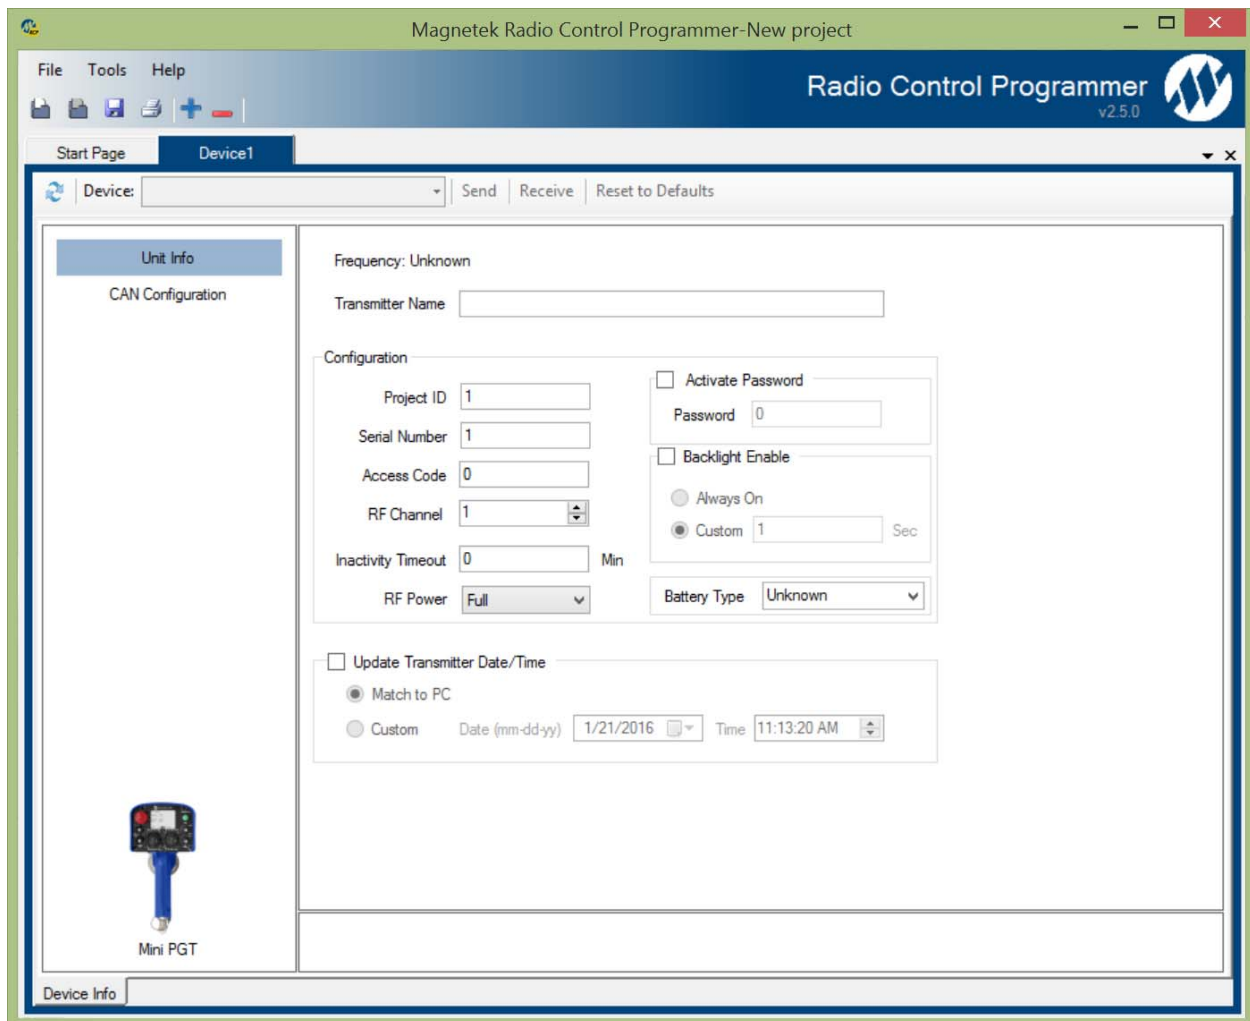 Magnetek Radio Control Programmer-New project
File Tools Help
Radio Control Programmer
v2.5.0
Start Page Device1
Device: Send Receive Reset to Defaults
Unit Info
CAN Configuration
Frequency: Unknown
Transmitter Name
Configuration
Project ID 1
Serial Number 1
Access Code 0
RF Channel 1
Inactivity Timeout 0 Min
RF Power Full
Activate Password
Password 0
Backlight Enable
Always On
Custom 1 Sec
Battery Type Unknown
Update Transmitter Date/Time
Match to PC
Custom Date (mm-dd-yy) 1/21/2016 Time 11:13:20 AM
Mini PGT
Device Info